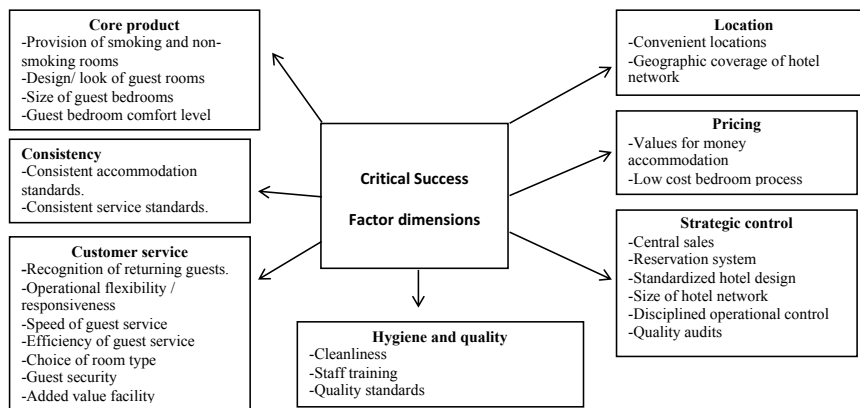 Core product
-Provision of smoking and non-
smoking rooms
-Design/ look of guest rooms
-Size of guest bedrooms
-Guest bedroom comfort level
Consistency
-Consistent accommodation
standards.
-Consistent service standards.
Customer service
-Recognition of returning guests.
-Operational flexibility /
responsiveness
-Speed of guest service
-Efficiency of guest service
-Choice of room type
-Guest security
-Added value facility
Critical Success
Factor dimensions
Hygiene and quality
-Cleanliness
-Staff training
-Quality standards
Location
-Convenient locations
-Geographic coverage of hotel
network
Pricing
-Values for money
accommodation
-Low cost bedroom process
Strategic control
-Central sales
-Reservation system
-Standardized hotel design
-Size of hotel network
-Disciplined operational control
-Quality audits